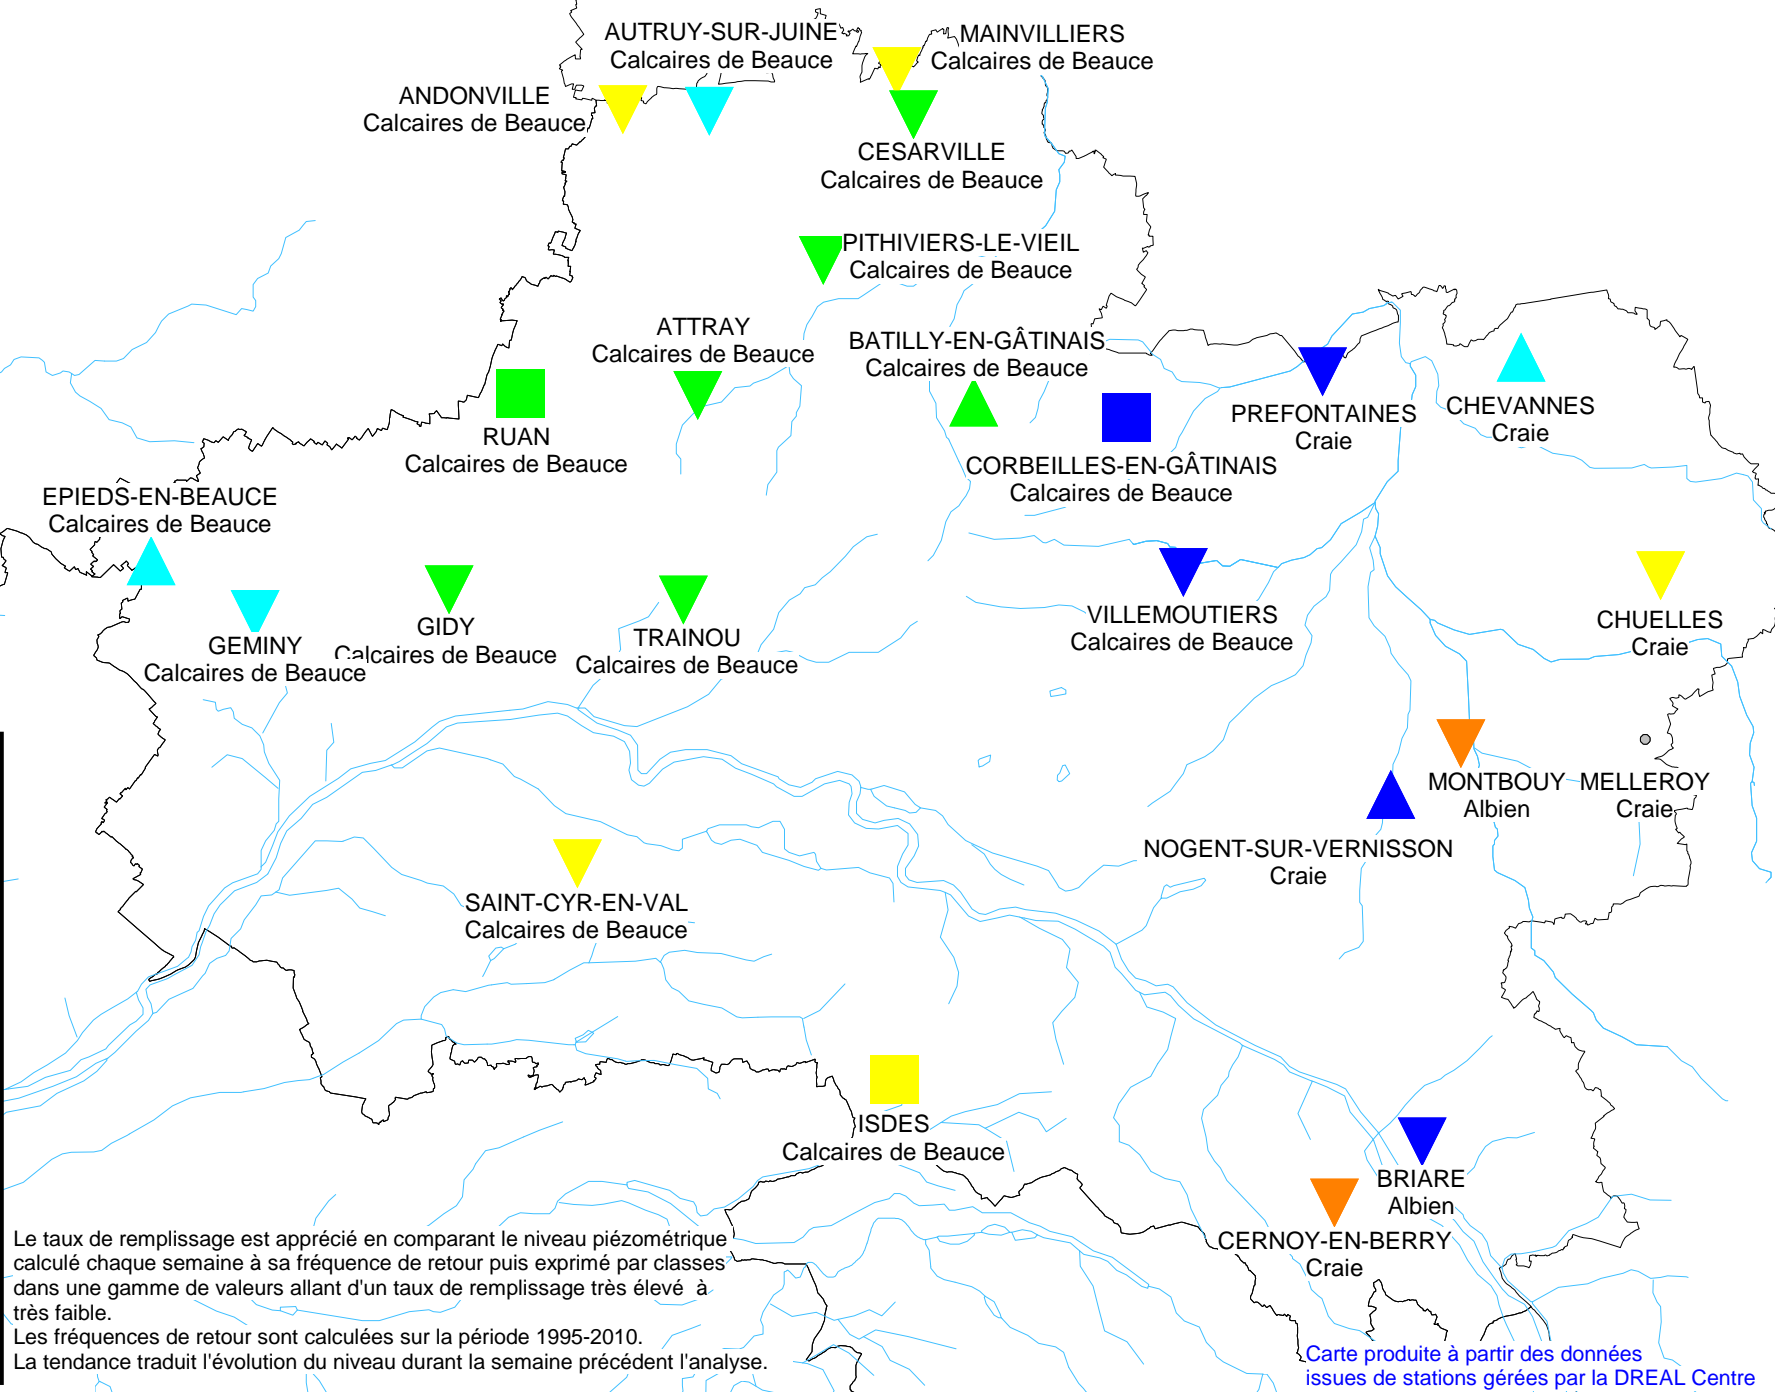 AUTRUY-SUR-JUINE
Calcaires de Beauce
MAINVILLIERS
Calcaires de Beauce
ANDONVILLE
Calcaires de Beauce
CESARVILLE
Calcaires de Beauce
PITHIVIERS-LE-VIEIL
Calcaires de Beauce
ATTRAY
Calcaires de Beauce
BATILLY-EN-GÂTINAIS
Calcaires de Beauce
PREFONTAINES
Craie
CHEVANNES
Craie
RUAN
Calcaires de Beauce
CORBEILLES-EN-GÂTINAIS
Calcaires de Beauce
EPIEDS-EN-BEAUCE
Calcaires de Beauce
GEMINY
Calcaires de Beauce
GIDY
Calcaires de Beauce
TRAINOU
Calcaires de Beauce
VILLEMOUTIERS
Calcaires de Beauce
CHUELLES
Craie
MONTBOUY
Albien
MELLEROY
Craie
NOGENT-SUR-VERNISSON
Craie
SAINT-CYR-EN-VAL
Calcaires de Beauce
ISDES
Calcaires de Beauce
BRIARE
Albien
CERNOY-EN-BERRY
Craie
Le taux de remplissage est apprécié en comparant le niveau piézométrique
calculé chaque semaine à sa fréquence de retour puis exprimé par classes
dans une gamme de valeurs allant d'un taux de remplissage très élevé à
très faible.
Les fréquences de retour sont calculées sur la période 1995-2010.
La tendance traduit l'évolution du niveau durant la semaine précédent l'analyse.
Carte produite à partir des données
issues de stations gérées par la DREAL Centre